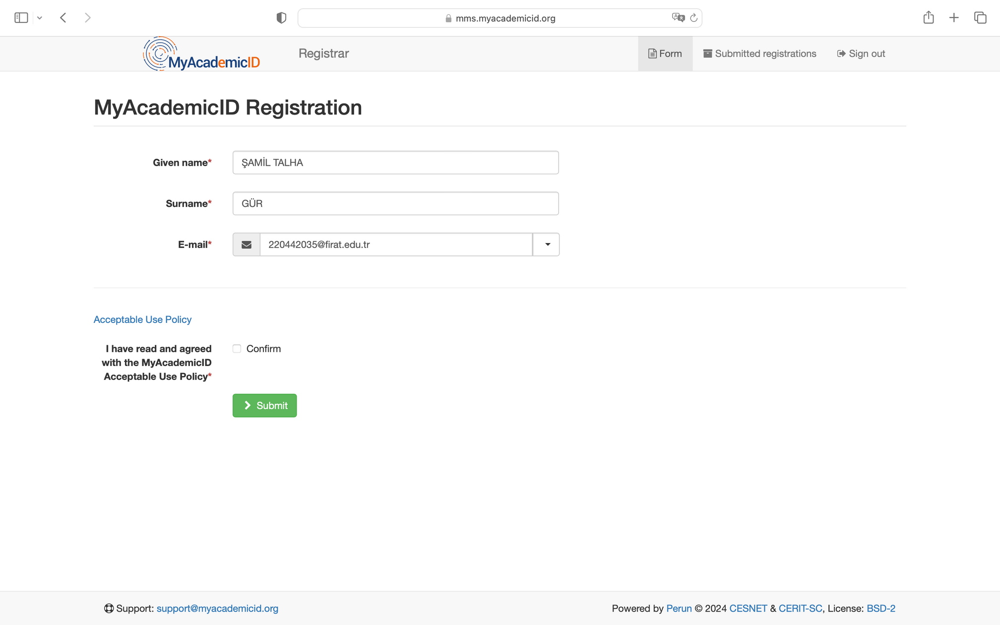 mms.myacademicid.org
MyAcademicID
Registrar
Form
Submitted registrations
Sign out
MyAcademicID Registration
Given name*
ŞAMİL TALHA
Surname*
GÜR
E-mail*
220442035@firat.edu.tr
Acceptable Use Policy
I have read and agreed
with the MyAcademicID
Acceptable Use Policy*
Confirm
Submit
Support: support@myacademicid.org
Powered by Perun © 2024 CESNET & CERIT-SC, License: BSD-2